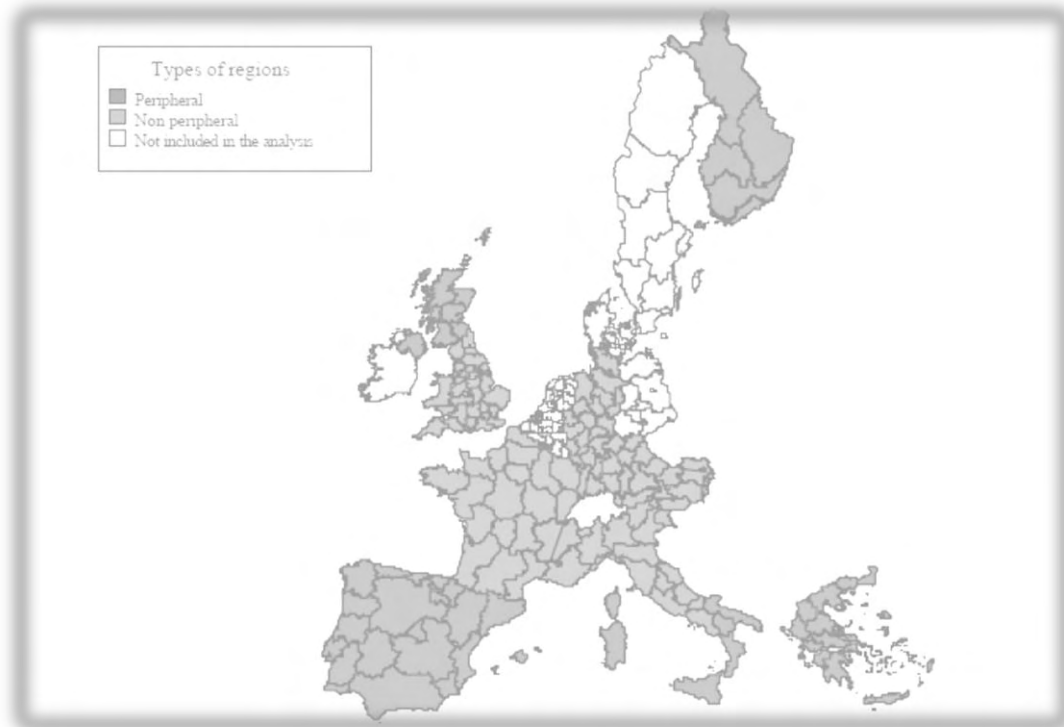 Types of regions
Peripheral
Non peripheral
Not included in the analysis